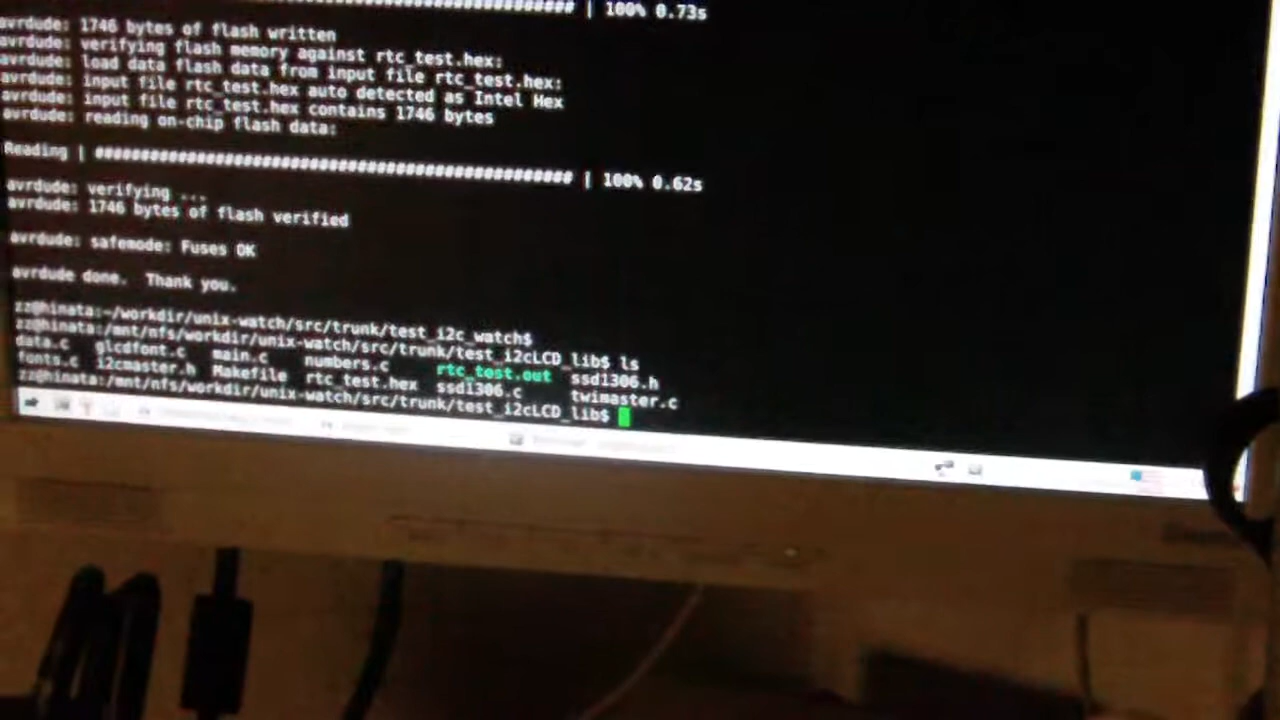 ################################################## | 100% 0.73s
avrdude: 1746 bytes of flash written
avrdude: verifying flash memory against rtc_test.hex:
avrdude: load data flash data from input file rtc_test.hex:
avrdude: input file rtc_test.hex auto detected as Intel Hex
avrdude: input file rtc_test.hex contains 1746 bytes
avrdude: reading on-chip flash data:
Reading | ################################################## | 100% 0.62s
avrdude: verifying ...
avrdude: 1746 bytes of flash verified
avrdude: safemode: Fuses OK
avrdude done.  Thank you.
zz@hinata:~/workdir/unix-watch/src/trunk/test_i2c_watch$
zz@hinata:/mnt/nfs/workdir/unix-watch/src/trunk/test_i2cLCD_lib$ ls
data.c glcdfont.c main.c numbers.c rtc_test.out ssd1306.h
fonts.c i2cmaster.h Makefile rtc_test.hex ssd1306.c twimaster.c
zz@hinata:/mnt/nfs/workdir/unix-watch/src/trunk/test_i2cLCD_lib$